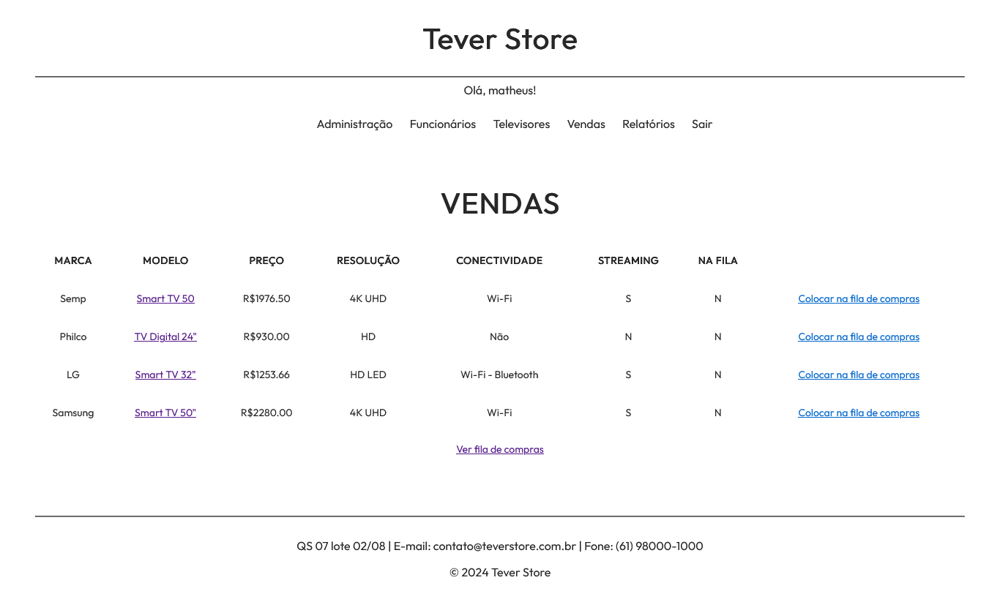 Tever Store
Olá, matheus!
Administração Funcionários Televisores Vendas Relatórios Sair
VENDAS
MARCA MODELO PREÇO RESOLUÇÃO CONECTIVIDADE STREAMING NA FILA
Semp Smart TV 50 R$1976.50 4K UHD Wi-Fi S N Colocar na fila de compras
Philco TV Digital 24" R$930.00 HD Não N N Colocar na fila de compras
LG Smart TV 32" R$1253.66 HD LED Wi-Fi - Bluetooth S N Colocar na fila de compras
Samsung Smart TV 50" R$2280.00 4K UHD Wi-Fi S N Colocar na fila de compras
Ver fila de compras
QS 07 lote 02/08 | E-mail: contato@teverstore.com.br | Fone: (61) 98000-1000
© 2024 Tever Store